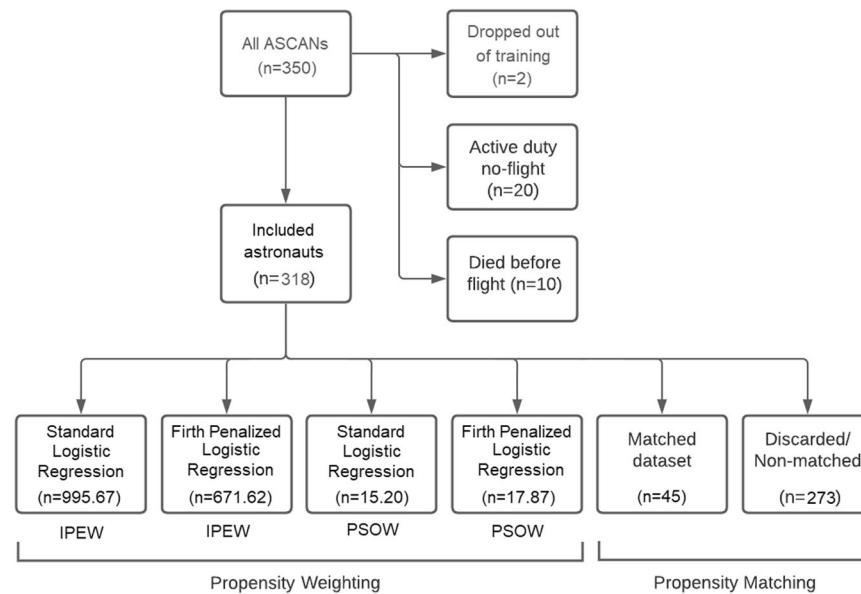 All ASCANs
(n=350)
Dropped out
of training
(n=2)
Active duty
no-flight
(n=20)
Included
astronauts
(n=318)
Died before
flight (n=10)
Standard
Logistic
Regression
(n=995.67)
IPEW
Firth Penalized
Logistic
Regression
(n=671.62)
IPEW
Standard
Logistic
Regression
(n=15.20)
PSOW
Firth Penalized
Logistic
Regression
(n=17.87)
PSOW
Matched
dataset
(n=45)
Discarded/
Non-matched
(n=273)
Propensity Weighting
Propensity Matching